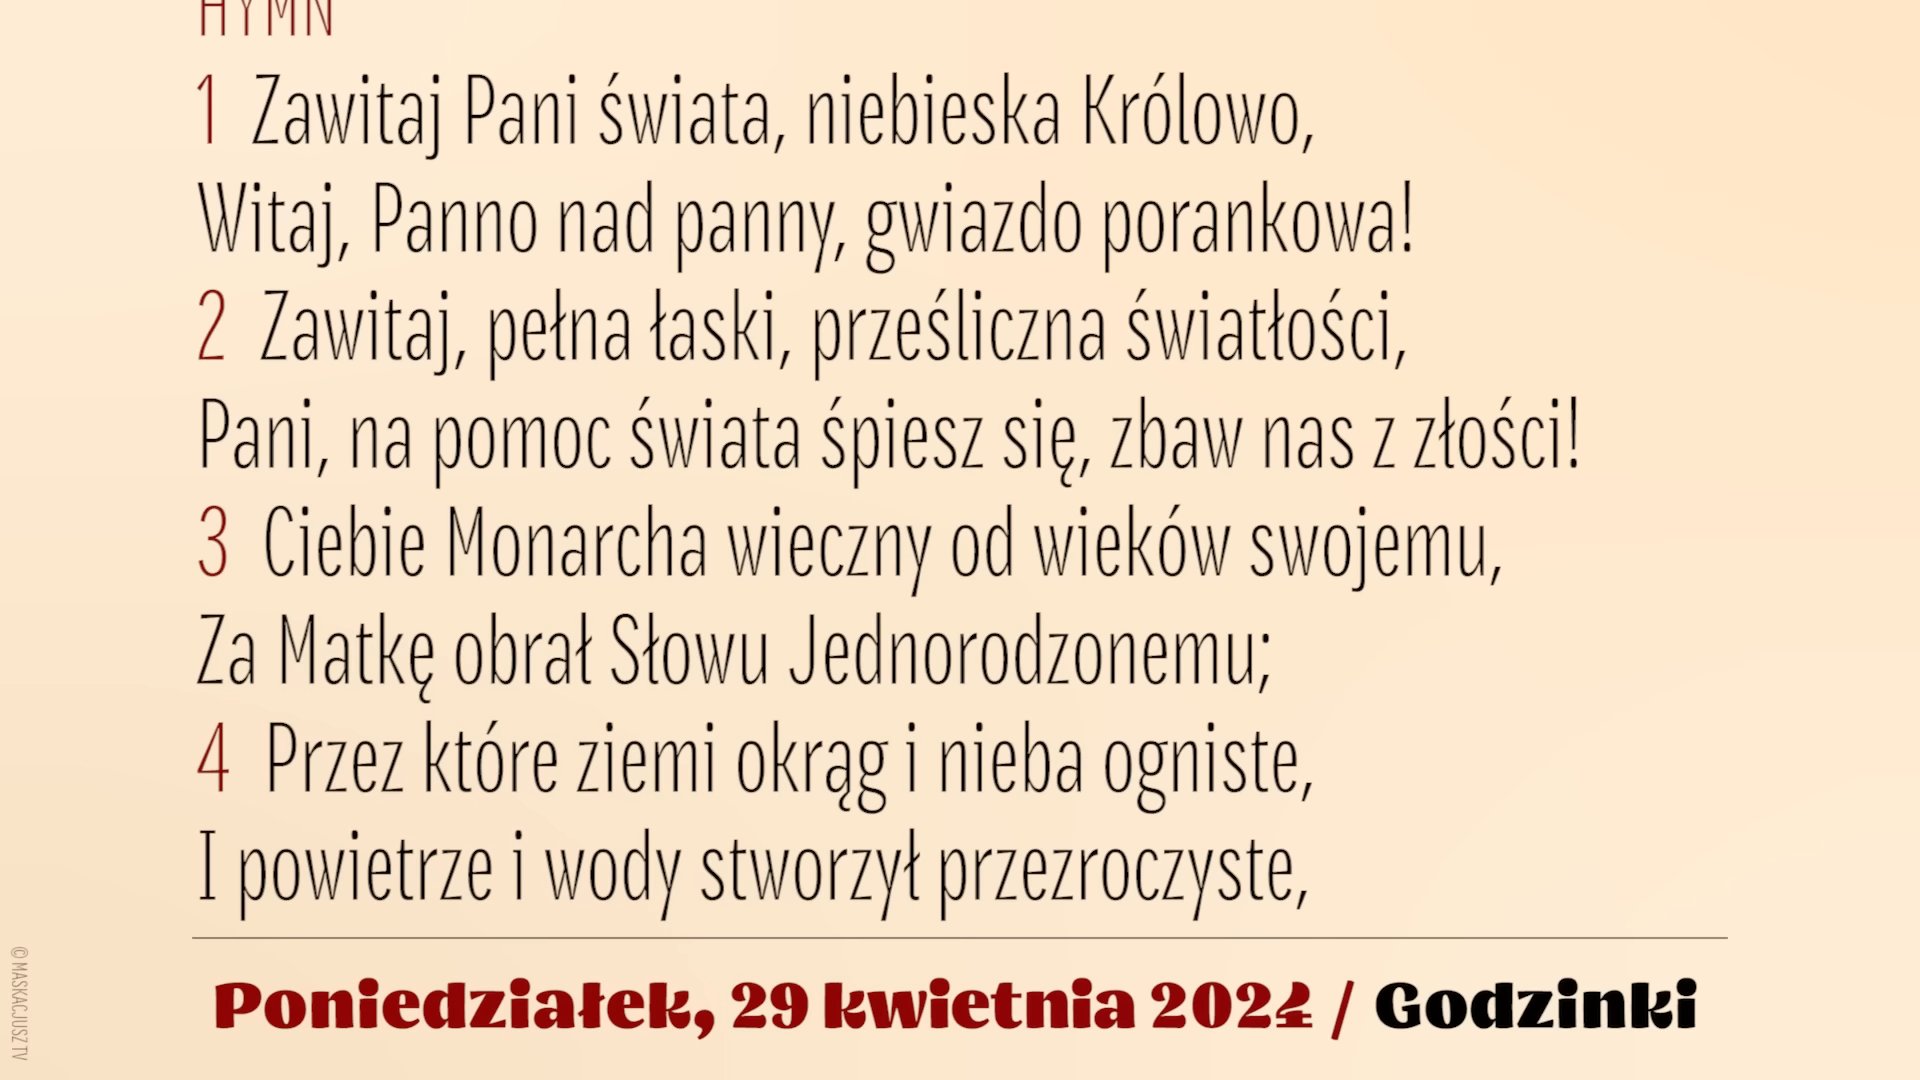 HYMN
1 Zawitaj Pani świata, niebieska Królowo,
Witaj, Panno nad panny, gwiazdo porankowa!
2 Zawitaj, pełna łaski, prześliczna światłości,
Pani, na pomoc świata śpiesz się, zbaw nas z złości!
3 Ciebie Monarcha wieczny od wieków swojemu,
Za Matkę obrał Słowu Jednorodzonemu;
4 Przez które ziemi okrąg i nieba ogniste,
I powietrze i wody stworzył przezroczyste,
Poniedziałek, 29 kwietnia 2024 / Godzinki
© MASKACJUSZ TV